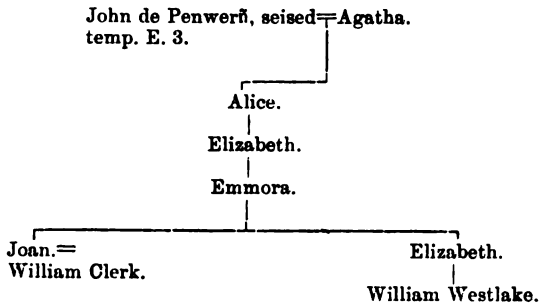 John de Penwerñ, seised=Agatha.
temp. E. 3.
Alice.
Elizabeth.
Emmora.
Joan.=
William Clerk.
Elizabeth.
William Westlake.